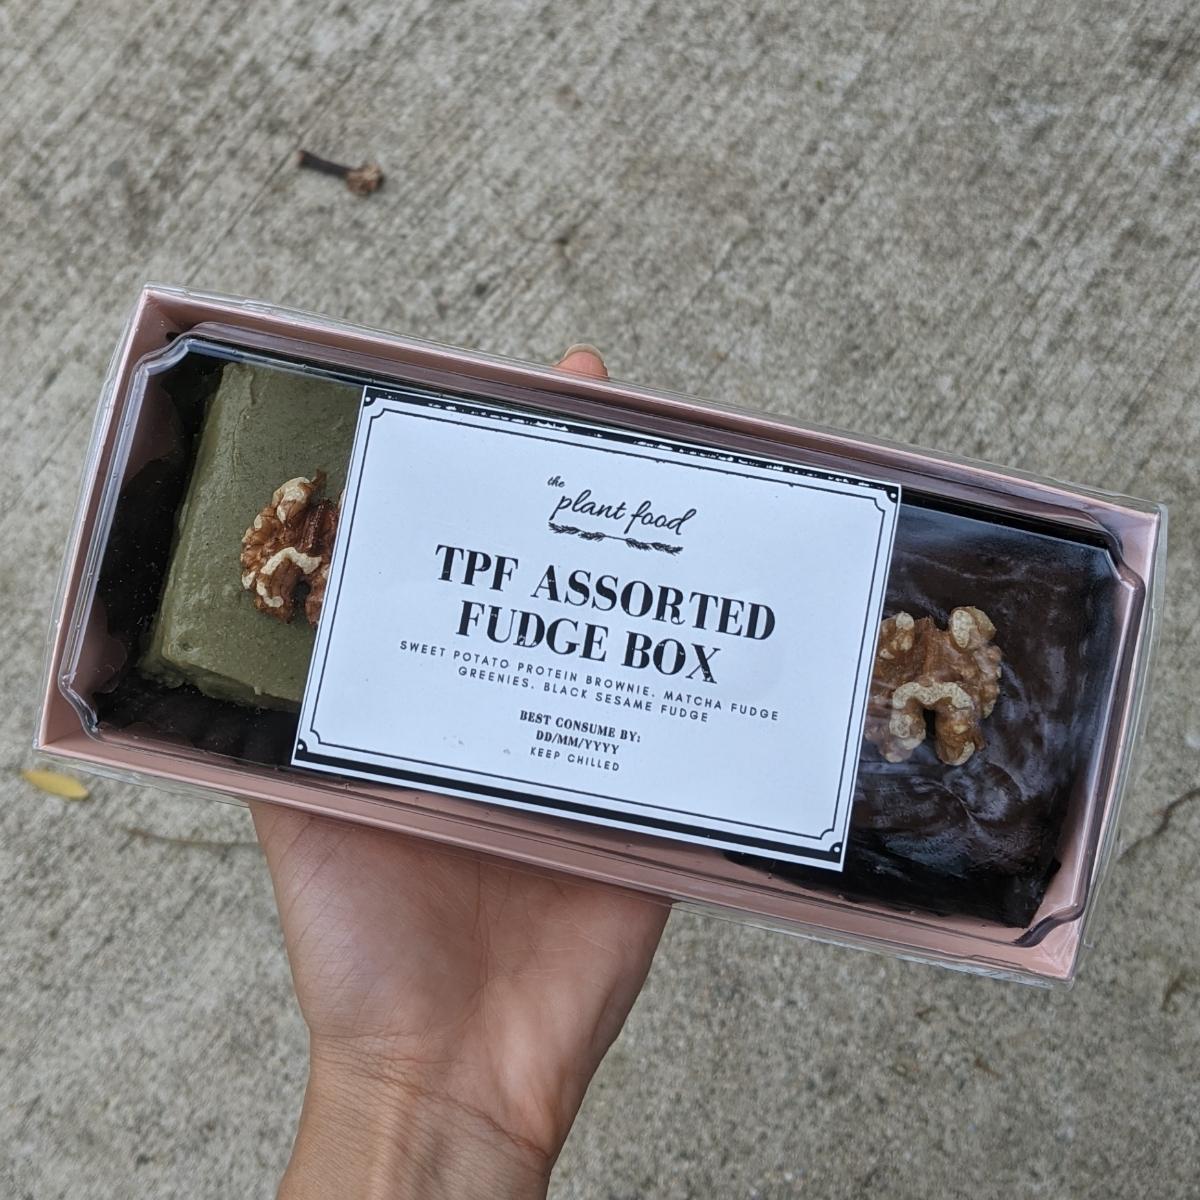 the
plant food
TPF ASSORTED
FUDGE BOX
SWEET POTATO PROTEIN BROWNIE. MATCHA FUDGE
GREENIES. BLACK SESAME FUDGE
BEST CONSUME BY:
DD/MM/YYYY
KEEP CHILLED